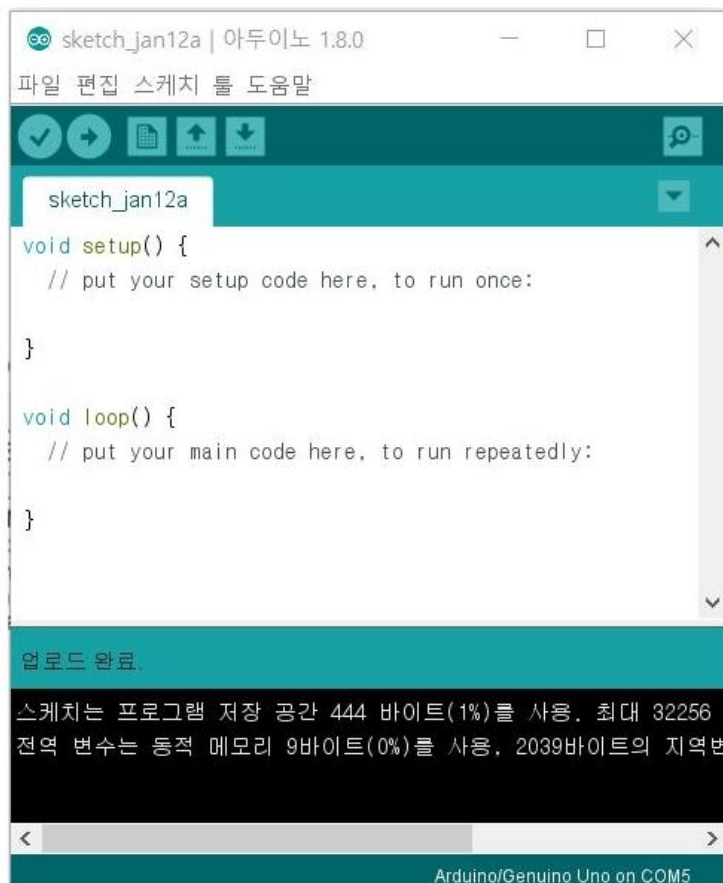 sketch_jan12a | 아두이노 1.8.0
파일 편집 스케치 툴 도움말
sketch_jan12a
void setup() {
  // put your setup code here, to run once:
}
void loop() {
  // put your main code here, to run repeatedly:
}
업로드 완료.
스케치는 프로그램 저장 공간 444 바이트(1%)를 사용. 최대 32256
전역 변수는 동적 메모리 9바이트(0%)를 사용, 2039바이트의 지역변
Arduino/Genuino Uno on COM5